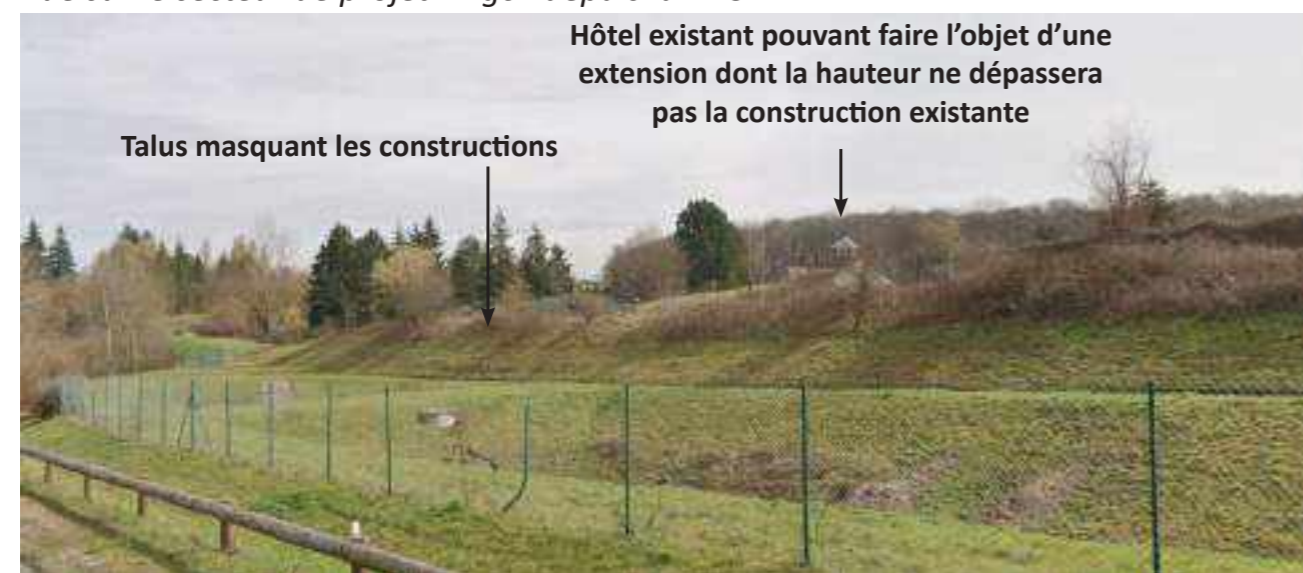 Hôtel existant pouvant faire l'objet d'une
extension dont la hauteur ne dépassera
pas la construction existante
Talus masquant les constructions